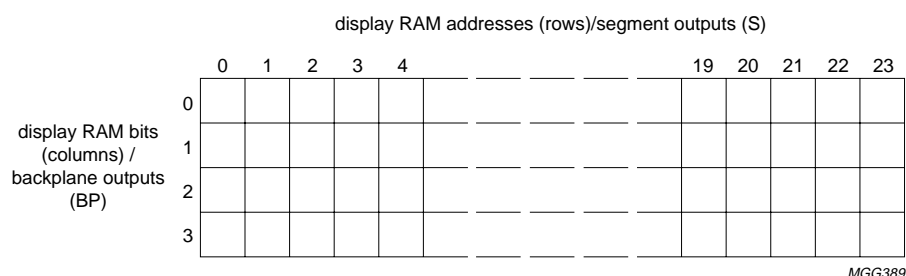 display RAM addresses (rows)/segment outputs (S)
0 1 2 3 4 19 20 21 22 23
0
display RAM bits
1
(columns) /
backplane outputs
2
(BP)
3
MGG389